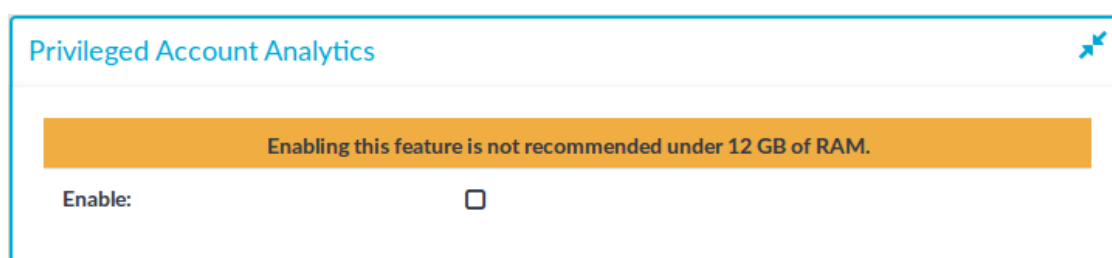 Privileged Account Analytics
Enabling this feature is not recommended under 12 GB of RAM.
Enable: